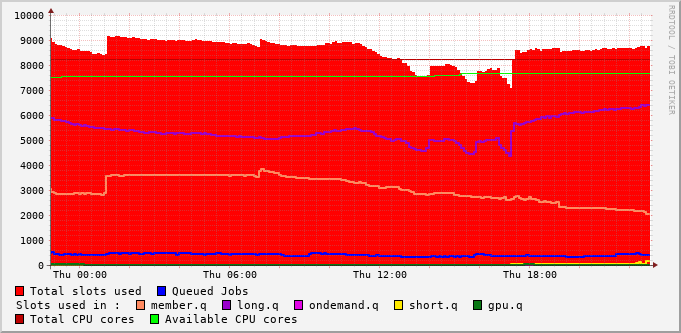 10000
9000
8000
7000
6000
5000
4000
3000
2000
1000
0
Thu 00:00 Thu 06:00 Thu 12:00 Thu 18:00
RRDTOOL / TOBI OETIKER
Total slots used Queued Jobs
Slots used in : member.q long.q ondemand.q short.q gpu.q
Total CPU cores Available CPU cores